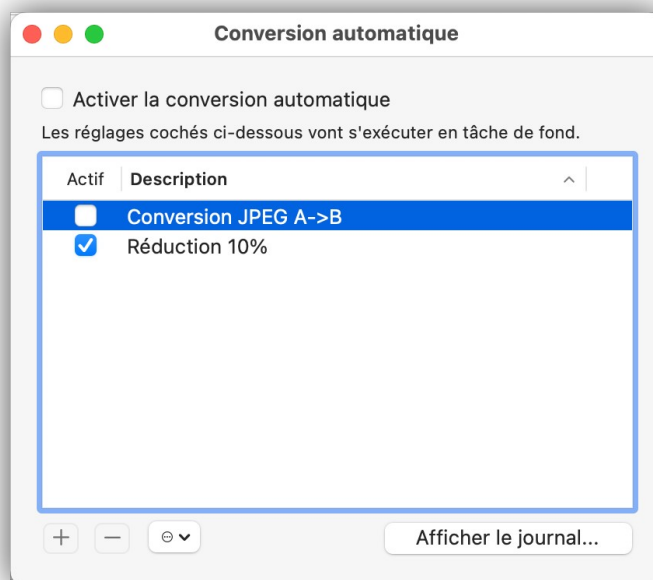 Conversion automatique
Activer la conversion automatique
Les réglages cochés ci-dessous vont s'exécuter en tâche de fond.
Actif Description
Conversion JPEG A->B
Réduction 10%
Afficher le journal...